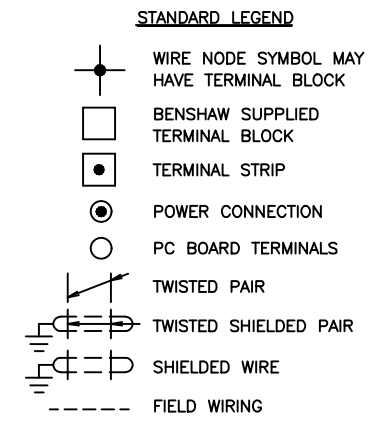 STANDARD LEGEND
WIRE NODE SYMBOL MAY
HAVE TERMINAL BLOCK
BENSHAW SUPPLIED
TERMINAL BLOCK
TERMINAL STRIP
POWER CONNECTION
PC BOARD TERMINALS
TWISTED PAIR
TWISTED SHIELDED PAIR
SHIELDED WIRE
FIELD WIRING